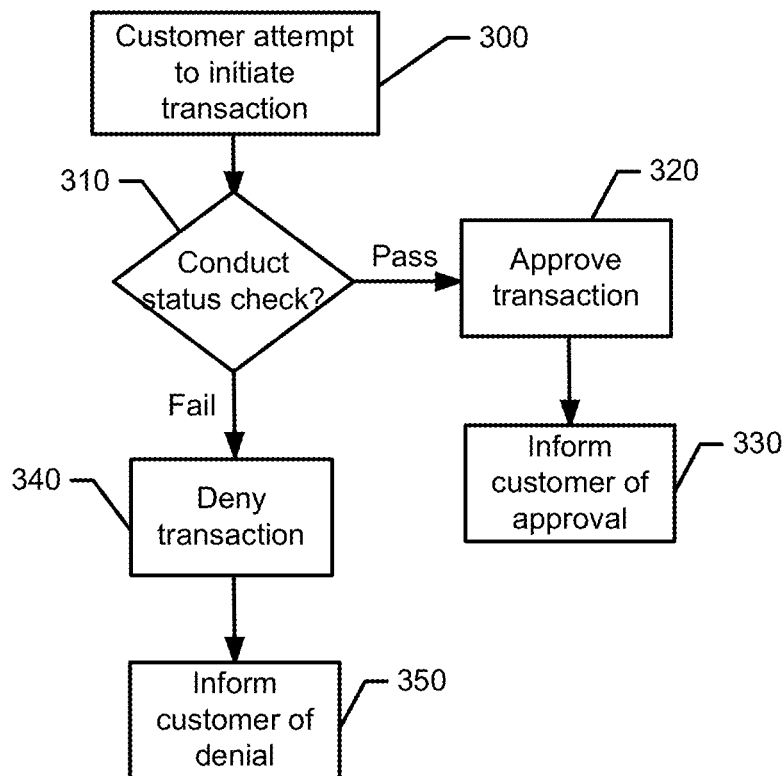 Customer attempt
to initiate
transaction
300
310
Conduct
status check?
Pass
320
Approve
transaction
Fail
Inform
customer of
approval
330
340
Deny
transaction
Inform
customer of
denial
350